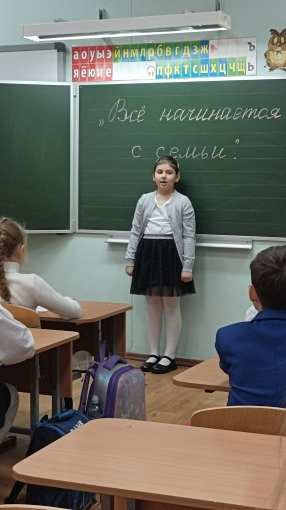 а о у ы э й н м л р б в г д з ж Ъ
я ё ю и е п ф к т с ш х ц ч щ Ь
„Всё начинается
с семьи".